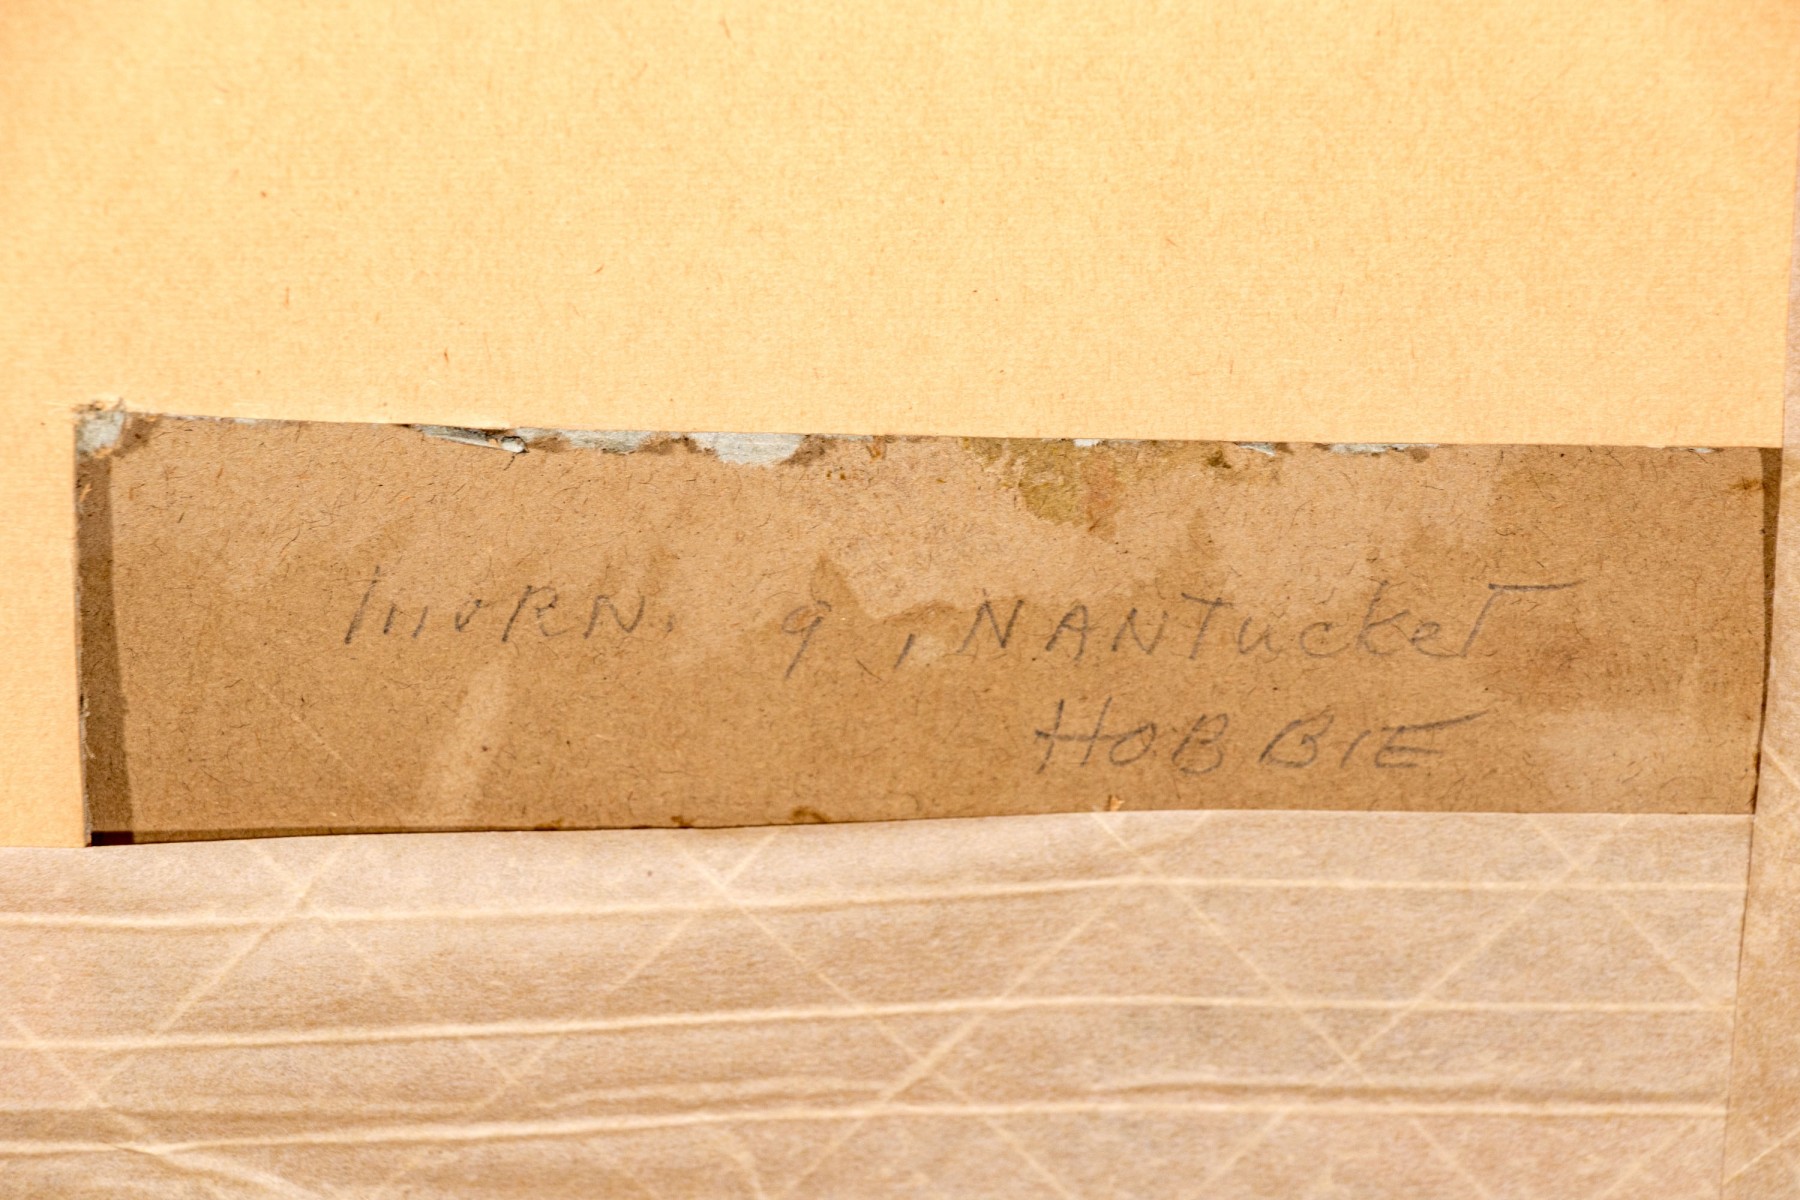 MORN. 9, NANTUCKET
HOBBIE